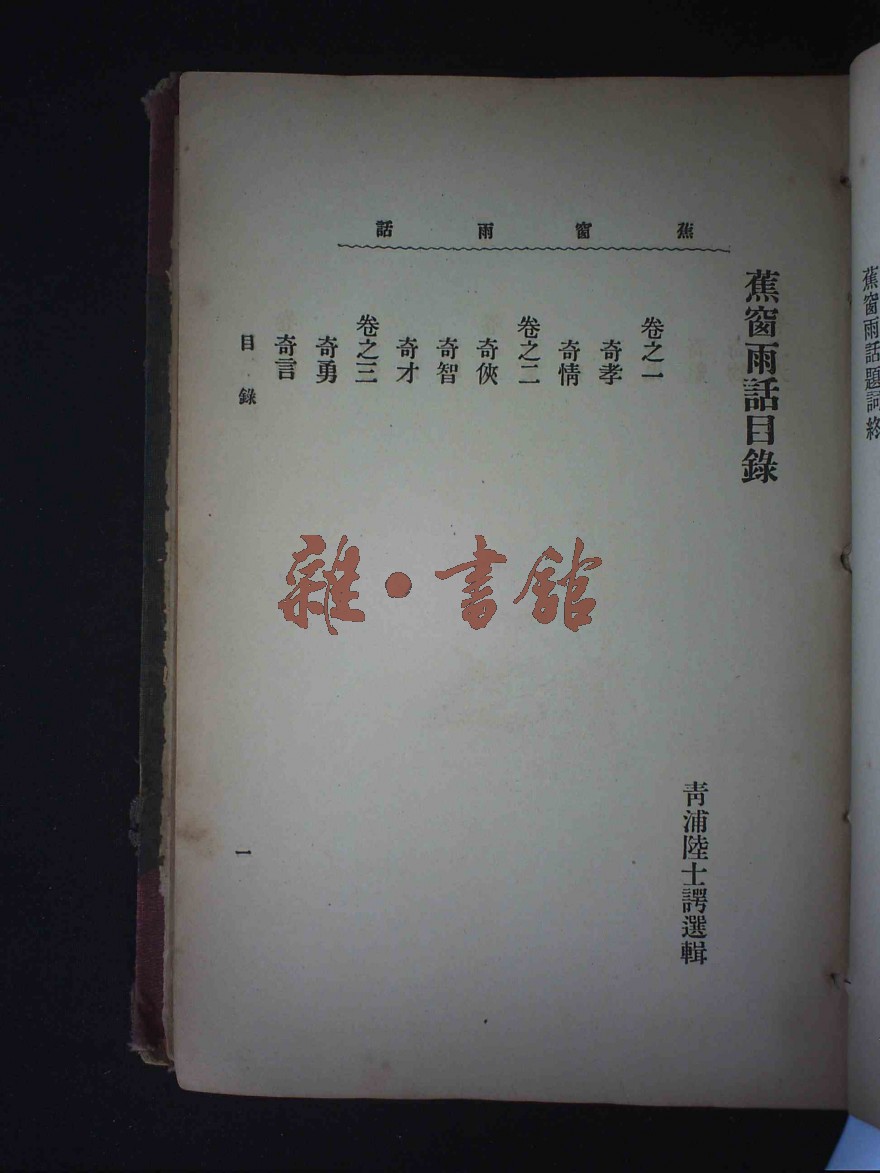 蕉窗雨話題詞終
蕉窗雨話目錄
青浦陸士諤選輯
蕉窗雨話
卷之一
奇孝
奇情
卷之二
奇俠
奇智
奇才
卷之三
奇勇
奇言
目錄
一
雜·書館